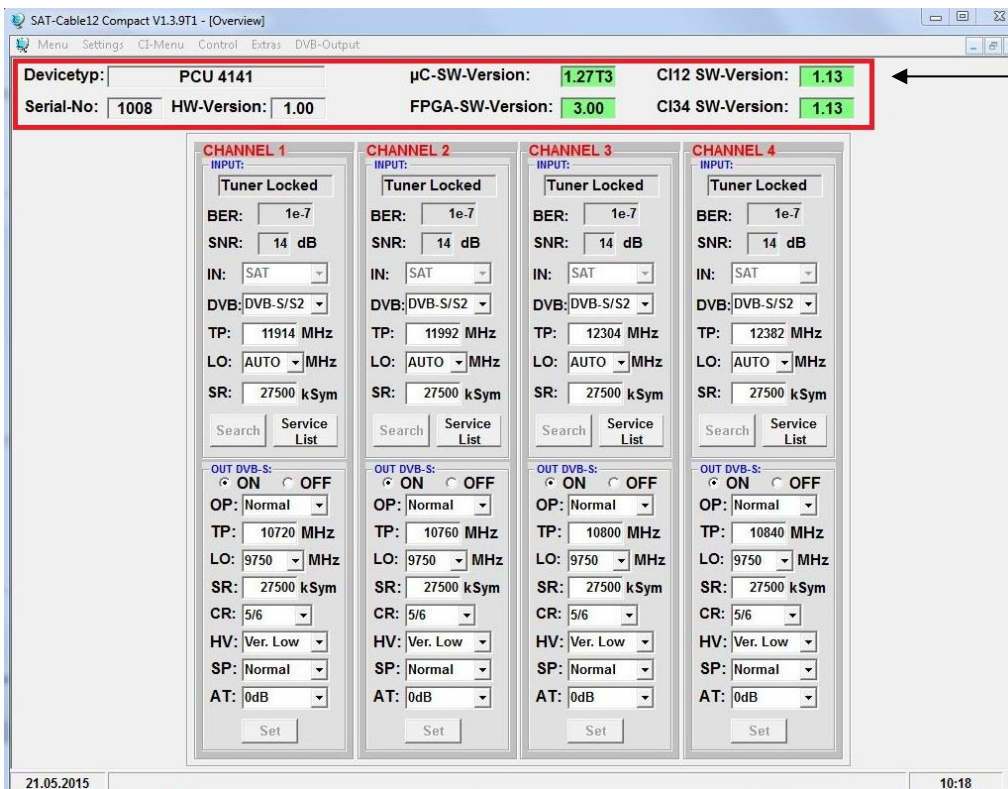 SAT-Cable12 Compact V1.3.9T1 - [Overview]
Menu Settings CI-Menu Control Extras DVB-Output
Devicetyp: PCU 4141 µC-SW-Version: 1.27T3 CI12 SW-Version: 1.13
Serial-No: 1008 HW-Version: 1.00 FPGA-SW-Version: 3.00 CI34 SW-Version: 1.13
CHANNEL 1 CHANNEL 2 CHANNEL 3 CHANNEL 4
INPUT: INPUT: INPUT: INPUT:
Tuner Locked Tuner Locked Tuner Locked Tuner Locked
BER: 1e-7 BER: 1e-7 BER: 1e-7 BER: 1e-7
SNR: 14 dB SNR: 14 dB SNR: 14 dB SNR: 14 dB
IN: SAT IN: SAT IN: SAT IN: SAT
DVB: DVB-S/S2 DVB: DVB-S/S2 DVB: DVB-S/S2 DVB: DVB-S/S2
TP: 11914 MHz TP: 11992 MHz TP: 12304 MHz TP: 12382 MHz
LO: AUTO MHz LO: AUTO MHz LO: AUTO MHz LO: AUTO MHz
SR: 27500 kSym SR: 27500 kSym SR: 27500 kSym SR: 27500 kSym
Search Service List Search Service List Search Service List Search Service List
OUT DVB-S: OUT DVB-S: OUT DVB-S: OUT DVB-S:
ON OFF ON OFF ON OFF ON OFF
OP: Normal OP: Normal OP: Normal OP: Normal
TP: 10720 MHz TP: 10760 MHz TP: 10800 MHz TP: 10840 MHz
LO: 9750 MHz LO: 9750 MHz LO: 9750 MHz LO: 9750 MHz
SR: 27500 kSym SR: 27500 kSym SR: 27500 kSym SR: 27500 kSym
CR: 5/6 CR: 5/6 CR: 5/6 CR: 5/6
HV: Ver. Low HV: Ver. Low HV: Ver. Low HV: Ver. Low
SP: Normal SP: Normal SP: Normal SP: Normal
AT: 0dB AT: 0dB AT: 0dB AT: 0dB
Set Set Set Set
21.05.2015 10:18